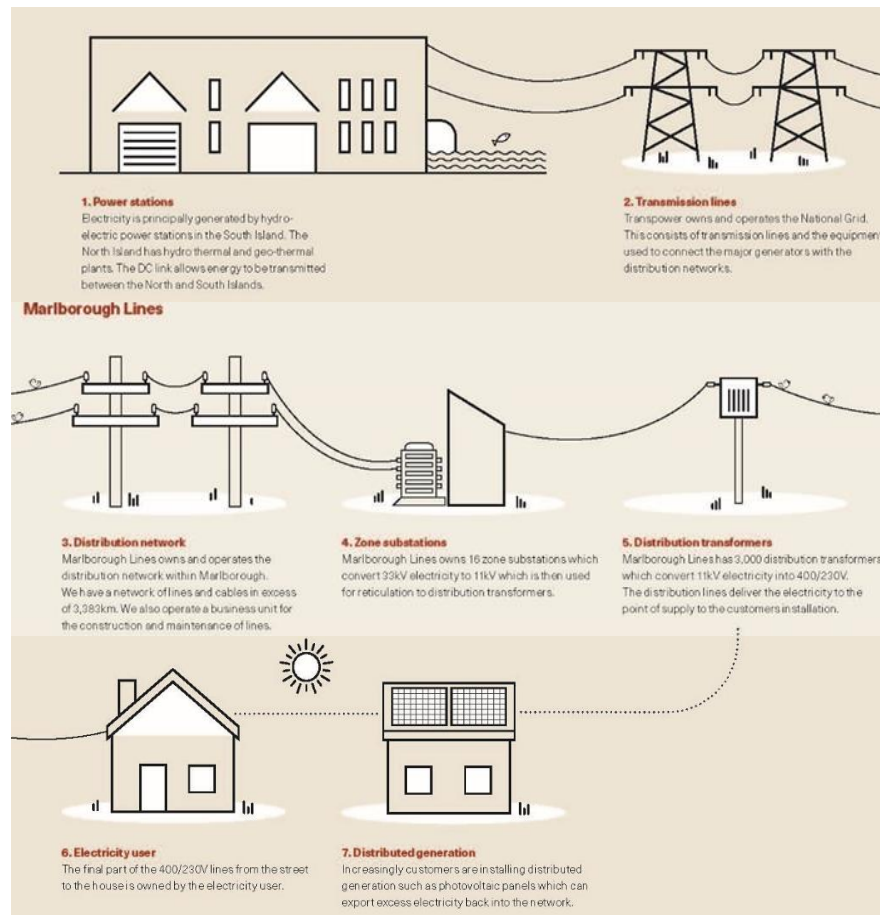 1. Power stations
Electricity is principally generated by hydro-
electric power stations in the South Island. The
North Island has hydro thermal and geo-thermal
plants. The DC link allows energy to be transmitted
between the North and South Islands.
2. Transmission lines
Transpower owns and operates the National Grid.
This consists of transmission lines and the equipment
used to connect the major generators with the
distribution networks.
Marlborough Lines
3. Distribution network
Marlborough Lines owns and operates the
distribution network within Marlborough.
We have a network of lines and cables in excess
of 3,383km. We also operate a business unit for
the construction and maintenance of lines.
4. Zone substations
Marlborough Lines owns 16 zone substations which
convert 33kV electricity to 11kV which is then used
for reticulation to distribution transformers.
5. Distribution transformers
Marlborough Lines has 3,000 distribution transformers
which convert 11kV electricity into 400/230V.
The distribution lines deliver the electricity to the
point of supply to the customers installation.
6. Electricity user
The final part of the 400/230V lines from the street
to the house is owned by the electricity user.
7. Distributed generation
Increasingly customers are installing distributed
generation such as photovoltaic panels which can
export excess electricity back into the network.